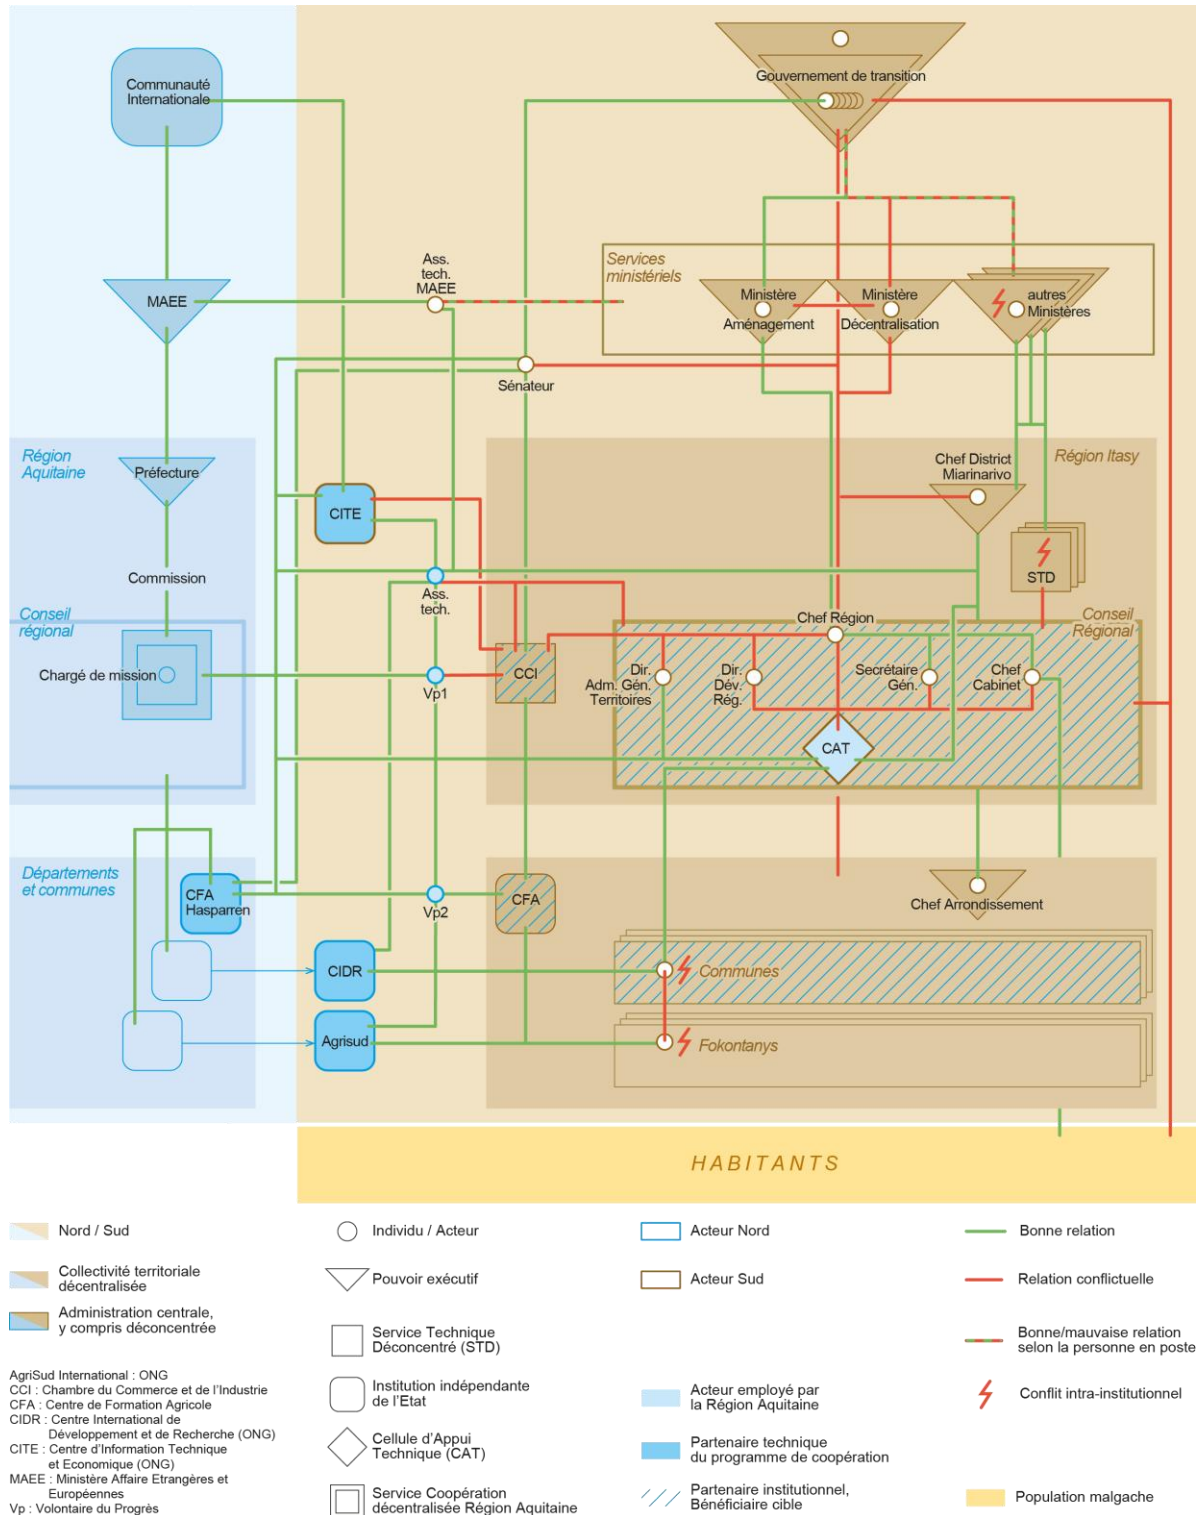 Communauté
Internationale
Gouvernement de transition
Ass.
tech.
MAEE
Services
ministériels
MAEE
Ministère
Aménagement
Ministère
Décentralisation
autres
Ministères
Sénateur
Région
Aquitaine
Préfecture
Chef District
Miarinarivo
Région Itasy
CITE
STD
Commission
Ass.
tech.
Conseil
régional
Chef Région
Conseil
Régional
Chargé de mission
Vp1
CCI
Dir.
Adm. Gén.
Territoires
Dir.
Dév.
Rég.
Secrétaire
Gén.
Chef
Cabinet
CAT
Départements
et communes
CFA
Hasparren
Vp2
CFA
Chef Arrondissement
CIDR
Communes
Agrisud
Fokontanys
HABITANTS
Nord / Sud
Collectivité territoriale
décentralisée
Administration centrale,
y compris déconcentrée
AgriSud International : ONG
CCI : Chambre du Commerce et de l'Industrie
CFA : Centre de Formation Agricole
CIDR : Centre International de
Développement et de Recherche (ONG)
CITE : Centre d'Information Technique
et Economique (ONG)
MAEE : Ministère Affaire Etrangères et
Européennes
Vp : Volontaire du Progrès
Individu / Acteur
Pouvoir exécutif
Service Technique
Déconcentré (STD)
Institution indépendante
de l'Etat
Cellule d'Appui
Technique (CAT)
Service Coopération
décentralisée Région Aquitaine
Acteur Nord
Acteur Sud
Acteur employé par
la Région Aquitaine
Partenaire technique
du programme de coopération
Partenaire institutionnel,
Bénéficiaire cible
Bonne relation
Relation conflictuelle
Bonne/mauvaise relation
selon la personne en poste
Conflit intra-institutionnel
Population malgache